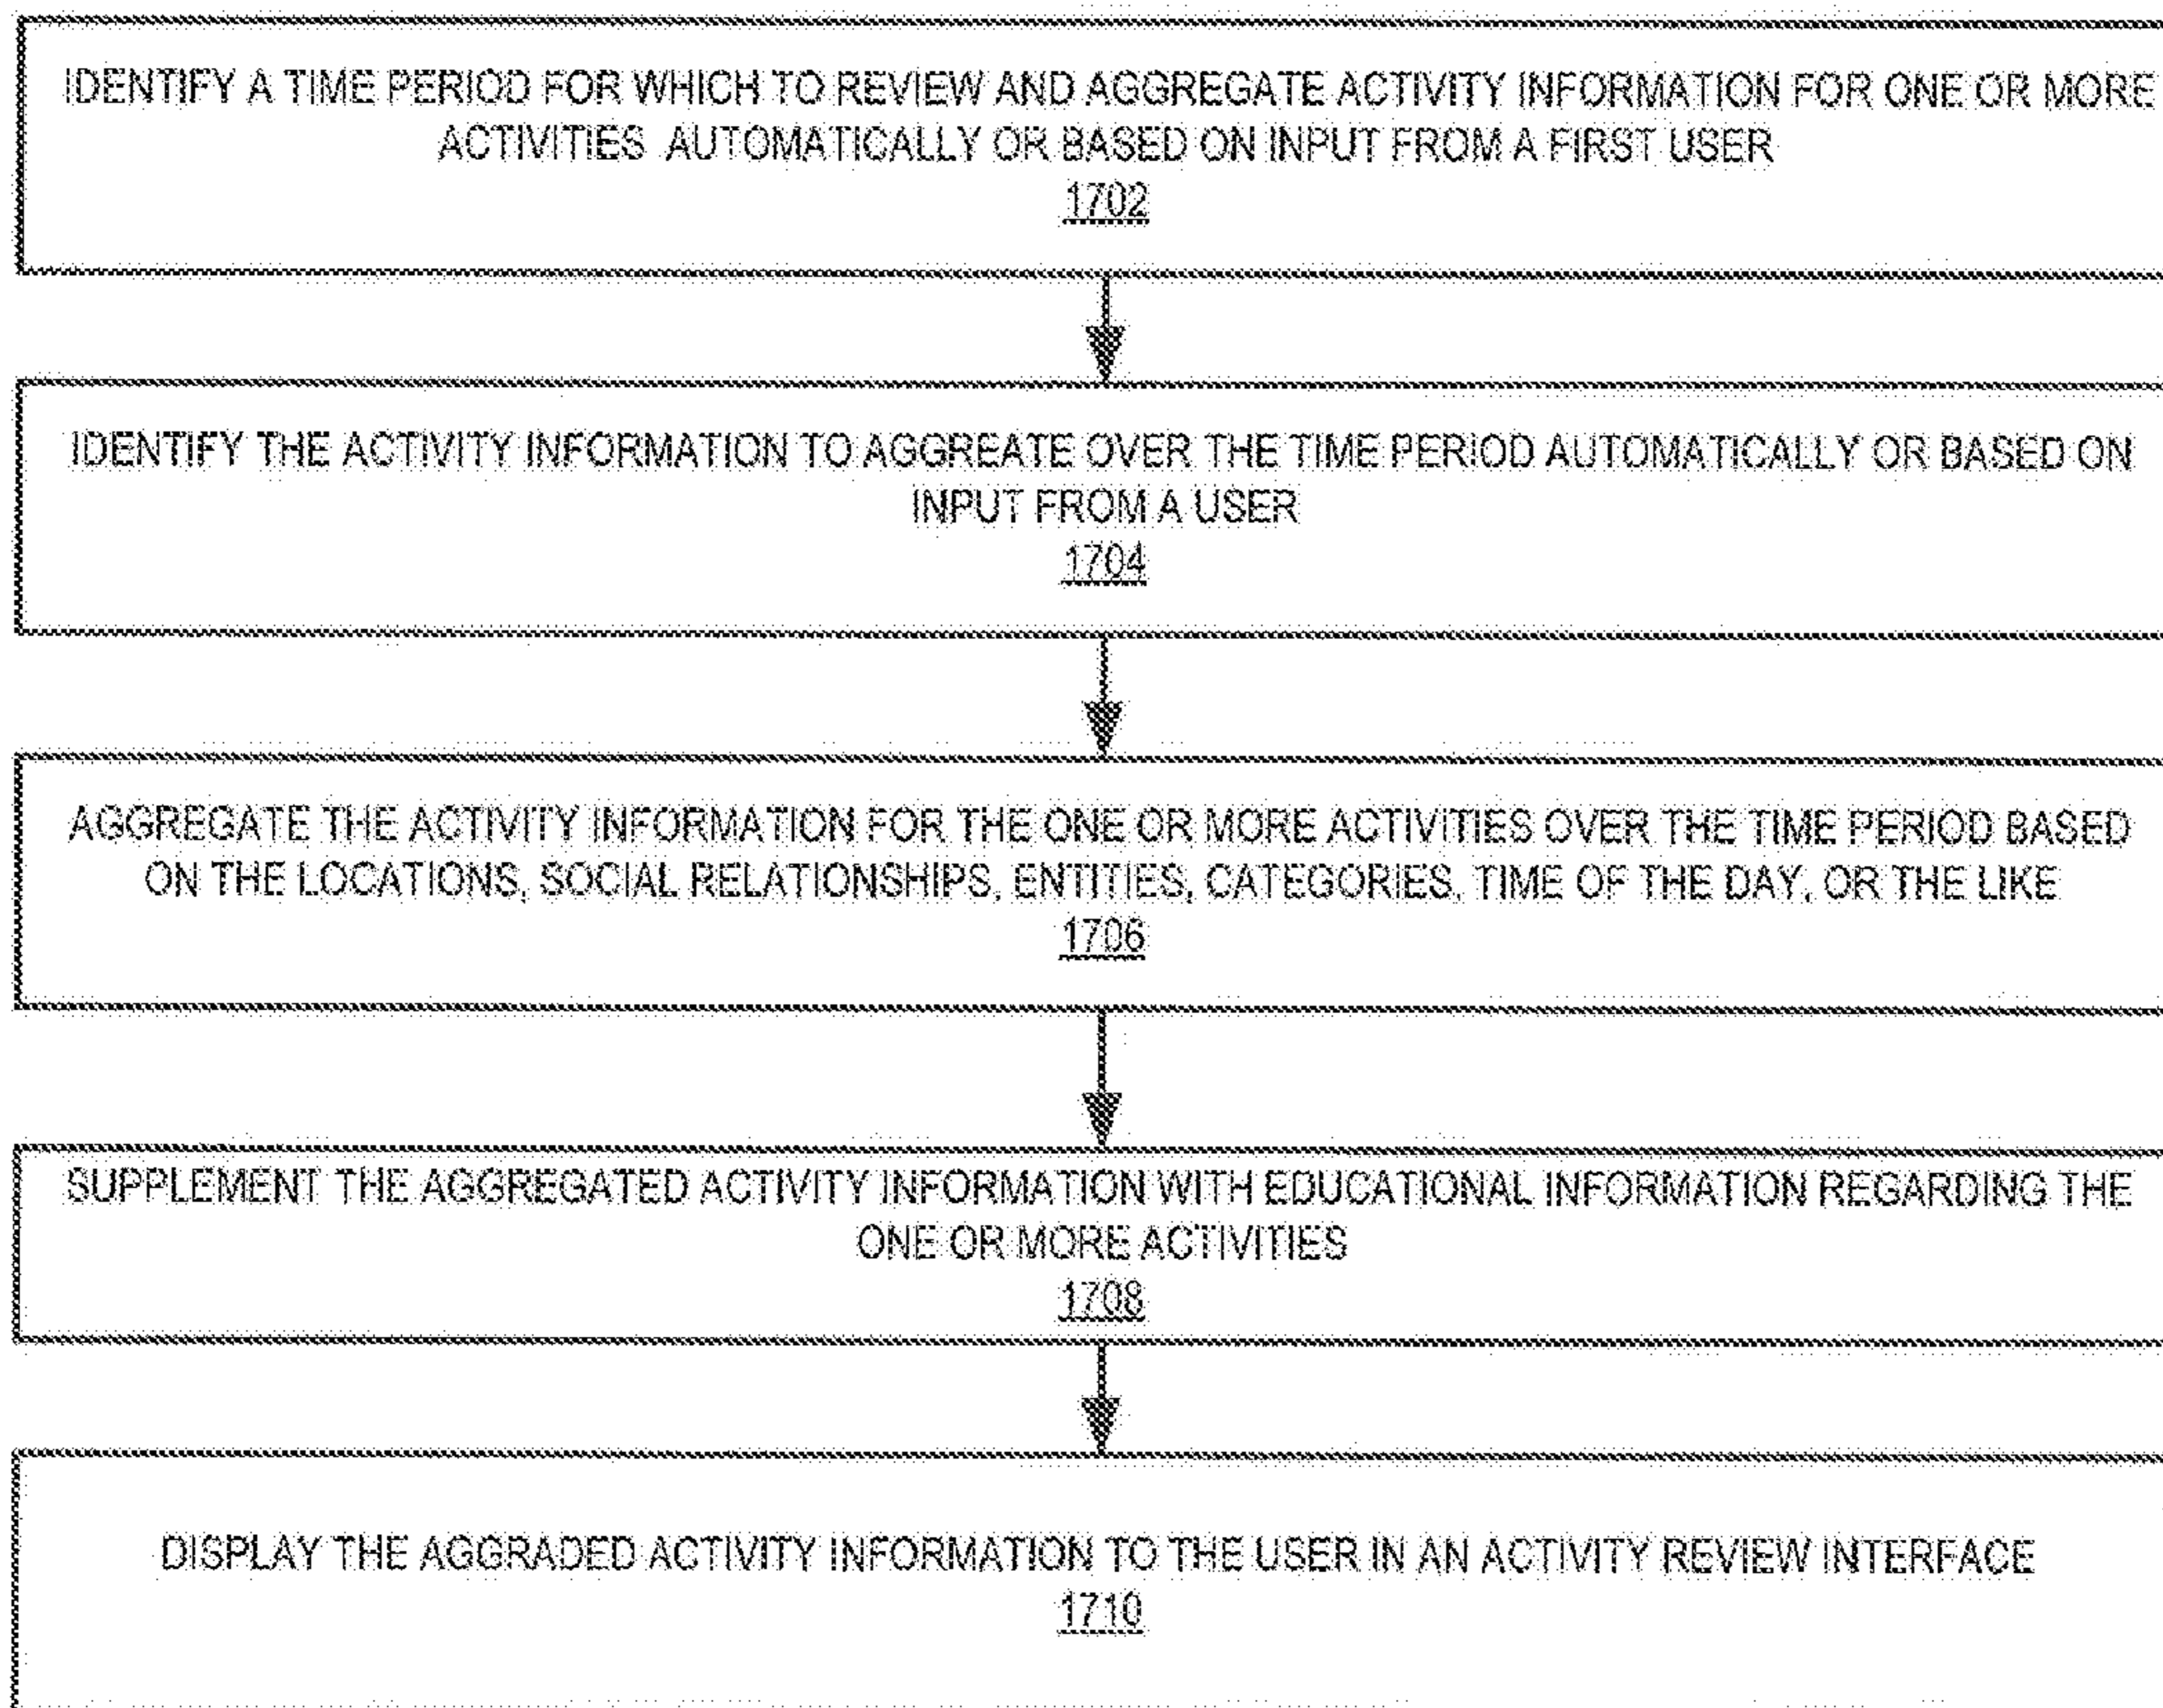 IDENTIFY A TIME PERIOD FOR WHICH TO REVIEW AND AGGREGATE ACTIVITY INFORMATION FOR ONE OR MORE
ACTIVITIES AUTOMATICALLY OR BASED ON INPUT FROM A FIRST USER
1702
IDENTIFY THE ACTIVITY INFORMATION TO AGGREATE OVER THE TIME PERIOD AUTOMATICALLY OR BASED ON
INPUT FROM A USER
1704
AGGREGATE THE ACTIVITY INFORMATION FOR THE ONE OR MORE ACTIVITIES OVER THE TIME PERIOD BASED
ON THE LOCATIONS, SOCIAL RELATIONSHIPS, ENTITIES, CATEGORIES, TIME OF THE DAY, OR THE LIKE
1706
SUPPLEMENT THE AGGREGATED ACTIVITY INFORMATION WITH EDUCATIONAL INFORMATION REGARDING THE
ONE OR MORE ACTIVITIES
1708
DISPLAY THE AGGRADED ACTIVITY INFORMATION TO THE USER IN AN ACTIVITY REVIEW INTERFACE
1710